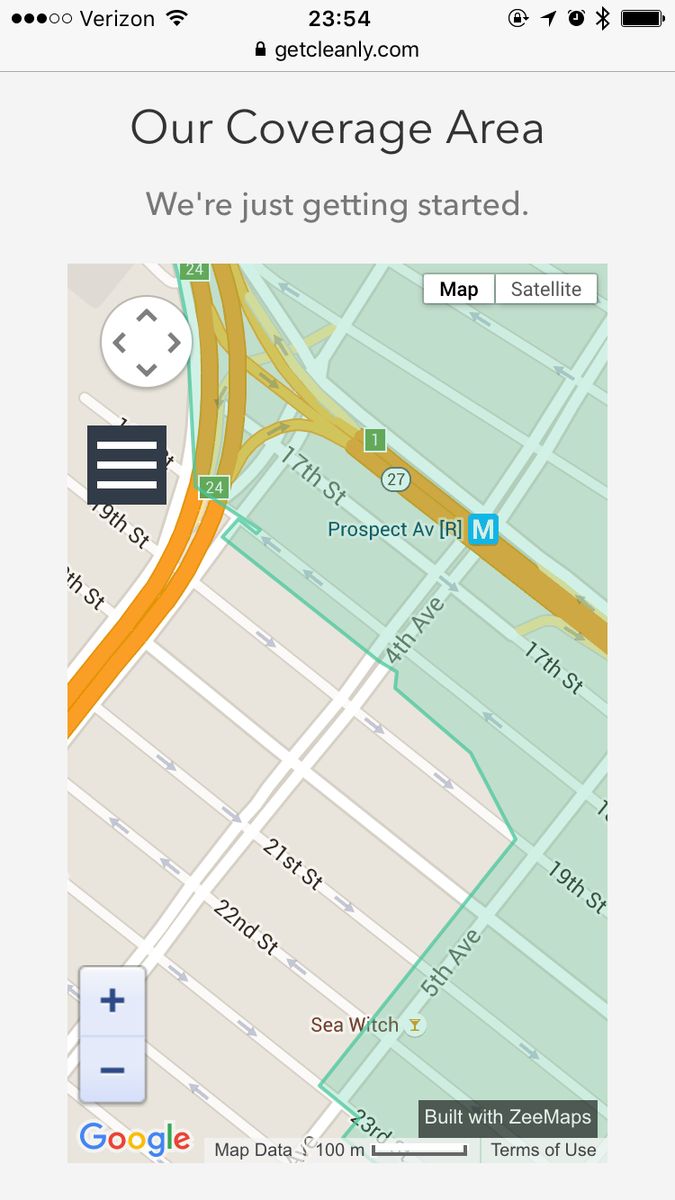 Verizon 23:54
getcleanly.com
Our Coverage Area
We're just getting started.
24
Map Satellite
1
17th St
27
24
Prospect Av [R] M
19th St
4th Ave
17th St
19th St
21st St
22nd St
5th Ave
Sea Witch
+
−
23rd
Built with ZeeMaps
Google Map Data 100 m Terms of Use